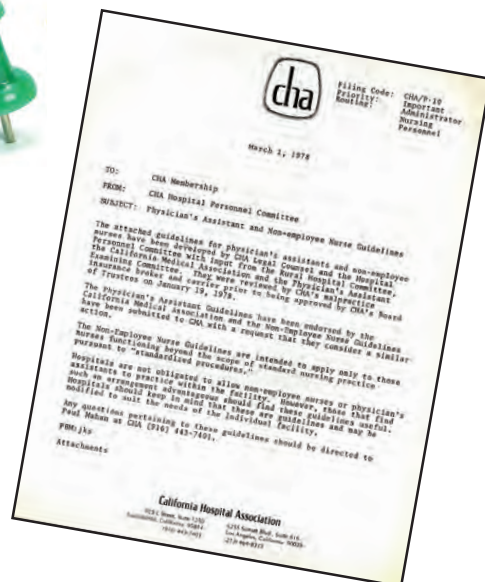 cha
Filing Code: CHA/P-10
Priority: Important
Routing: Administrator
Nursing
Personnel
March 1, 1978
TO: CHA Membership
FROM: CHA Hospital Personnel Committee
SUBJECT: Physician's Assistant and Non-employee Nurse Guidelines
The attached guidelines for physician's assistants and non-employee
nurses have been developed by CHA Legal Counsel and the Hospital
Personnel Committee with input from the Rural Hospital Committee,
the California Medical Association and the Physician's Assistant
Examining Committee. They were reviewed by CHA's malpractice
insurance broker and carrier prior to being approved by CHA's Board
of Trustees on January 19, 1978.
The Physician's Assistant Guidelines have been endorsed by the
California Medical Association and the Non-Employee Nurse Guidelines
have been submitted to CMA with a request that they consider a similar
action.
The Non-Employee Nurse Guidelines are intended to apply only to those
nurses functioning beyond the scope of standard nursing practice
pursuant to "standardized procedures."
Hospitals are not obligated to allow non-employee nurses or physician's
assistants to practice within the facility. However, those that find
such an arrangement advantageous should find these guidelines useful.
Hospitals should keep in mind that these are guidelines and may be
modified to suit the needs of the individual facility.
Any questions pertaining to these guidelines should be directed to
Paul Mahan at CHA (916) 443-7401.
PBM:jks
Attachments
California Hospital Association